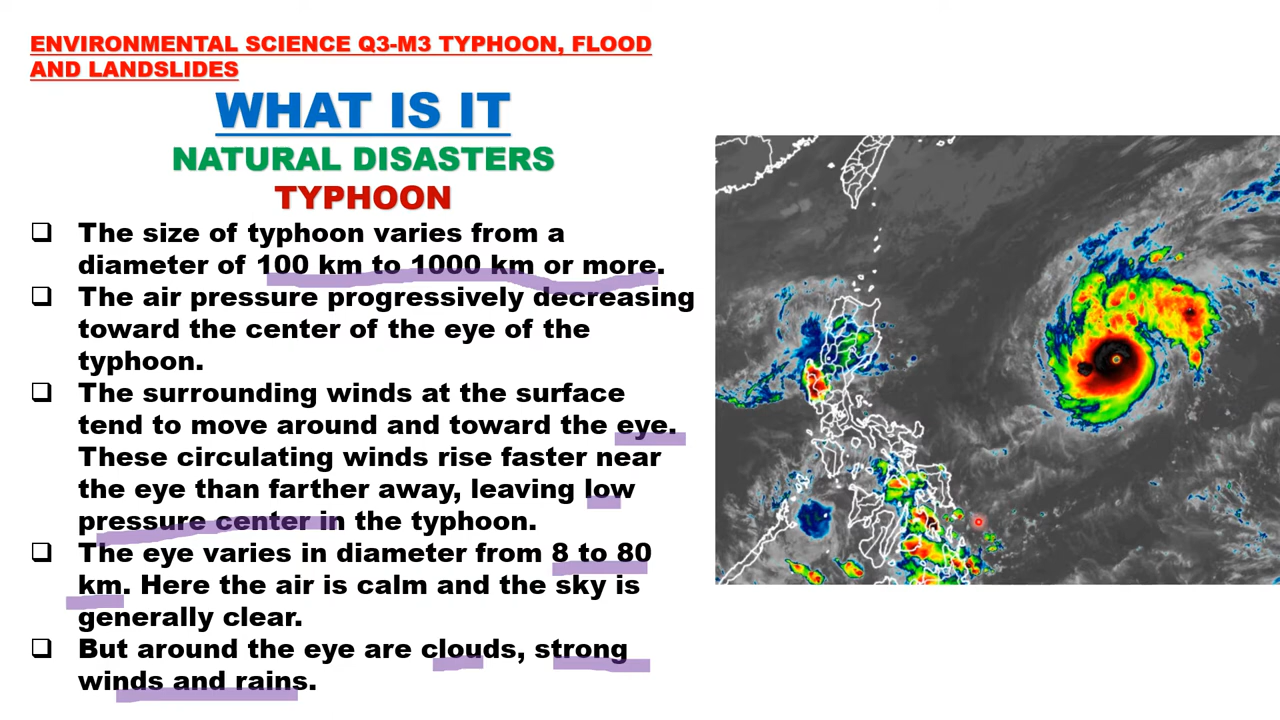 ENVIRONMENTAL SCIENCE Q3-M3 TYPHOON, FLOOD
AND LANDSLIDES
WHAT IS IT
NATURAL DISASTERS
TYPHOON
❑ The size of typhoon varies from a
diameter of 100 km to 1000 km or more.
❑ The air pressure progressively decreasing
toward the center of the eye of the
typhoon.
❑ The surrounding winds at the surface
tend to move around and toward the eye.
These circulating winds rise faster near
the eye than farther away, leaving low
pressure center in the typhoon.
❑ The eye varies in diameter from 8 to 80
km. Here the air is calm and the sky is
generally clear.
❑ But around the eye are clouds, strong
winds and rains.